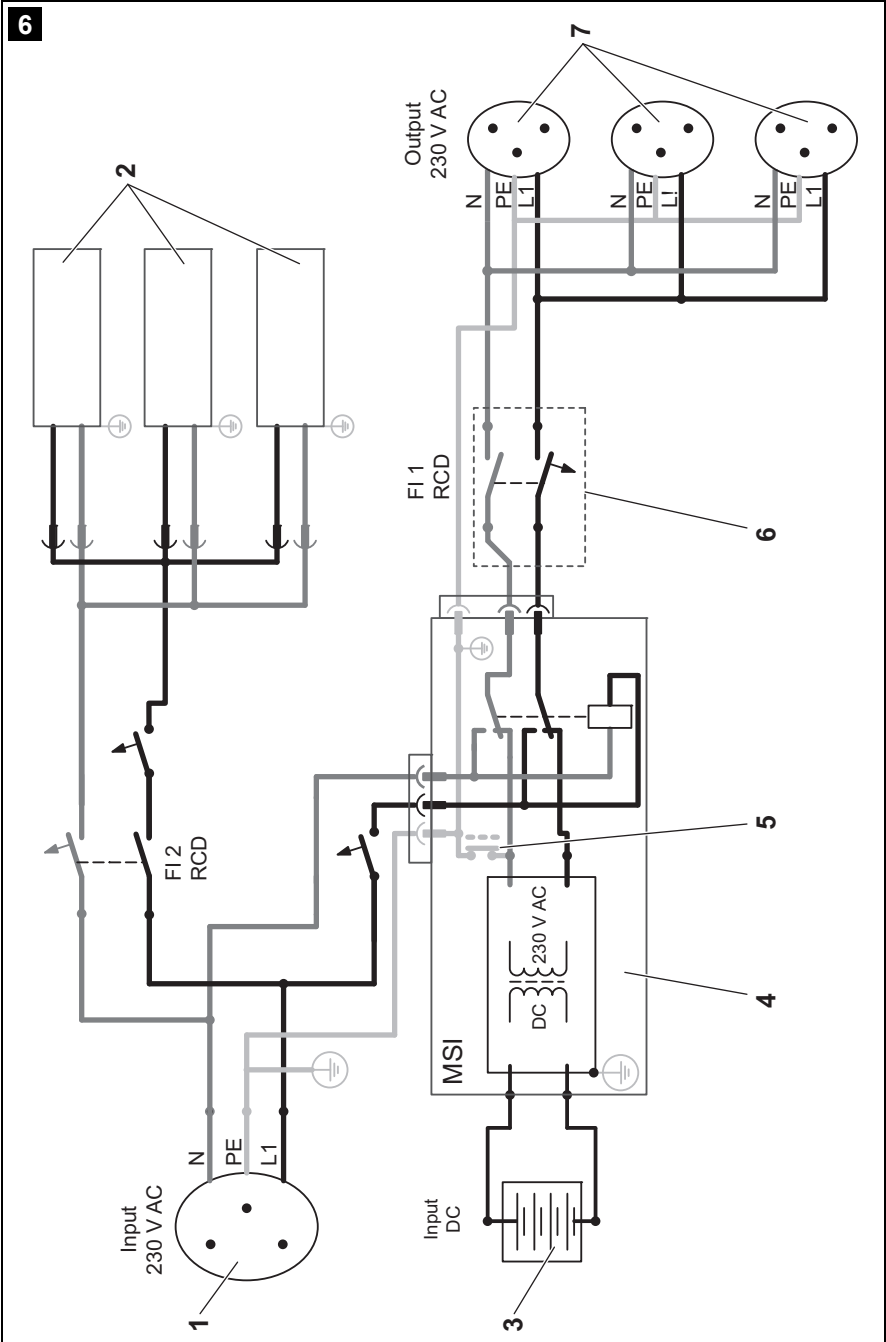 6
1
Input
230 V AC
N
PE
L1
FI 2
RCD
2
3
Input
DC
MSI
DC
230 V AC
4
5
FI 1
RCD
6
Output
230 V AC
N
PE
L1
N
PE
L!
N
PE
L1
7